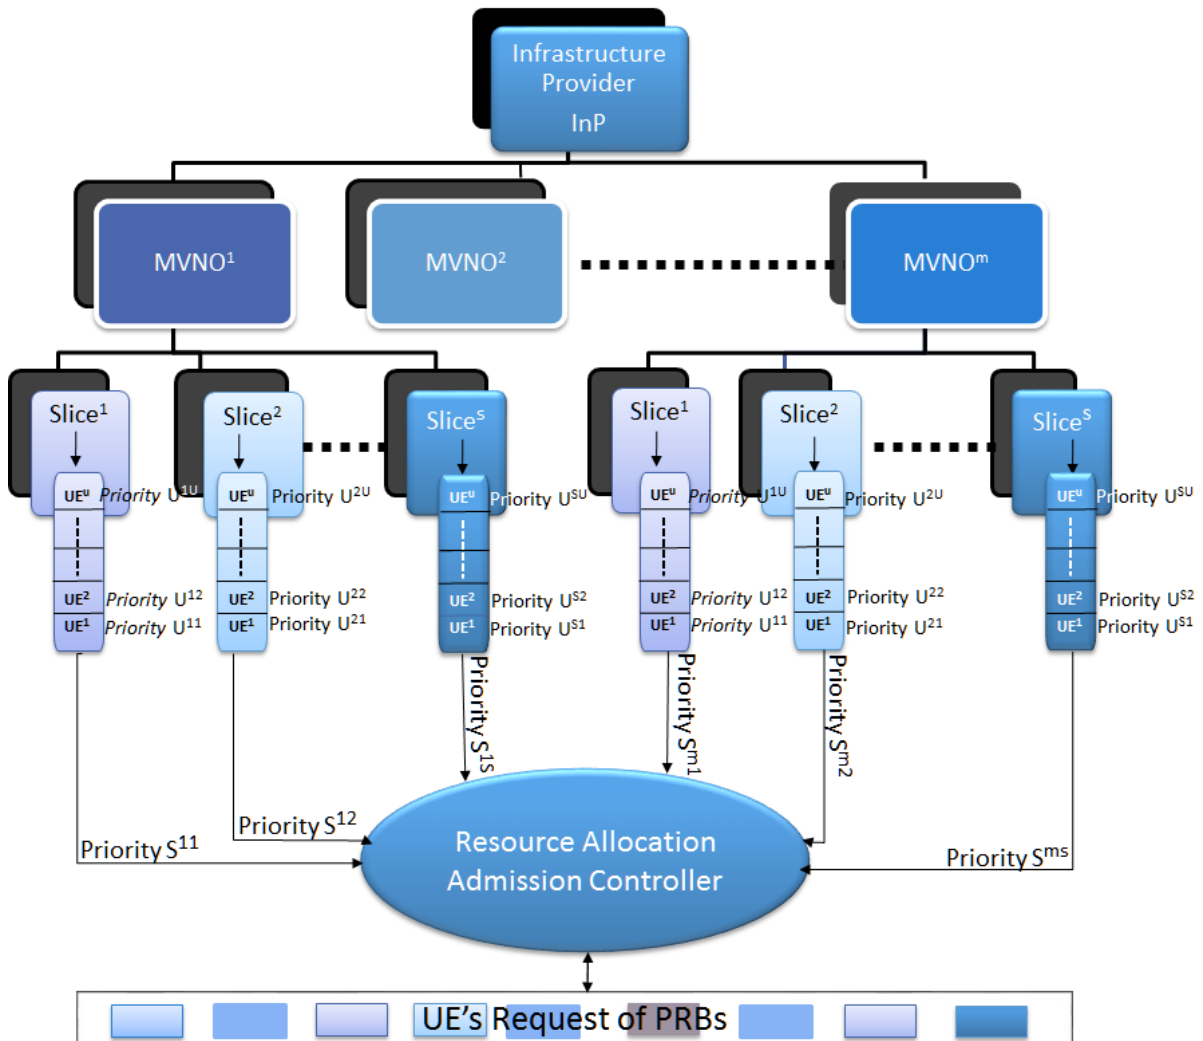 Infrastructure
Provider
InP
MVNO¹
MVNO²
MVNOᵐ
Slice¹
Slice²
Sliceˢ
Slice¹
Slice²
Sliceˢ
UEᵘ
Priority U¹ᵁ
UEᵘ
Priority U²ᵁ
UEᵘ
Priority Uˢᵁ
UEᵘ
Priority U¹ᵁ
UEᵘ
Priority U²ᵁ
UEᵘ
Priority Uˢᵁ
UE²
Priority U¹²
UE²
Priority U²²
UE²
Priority Uˢ²
UE²
Priority U¹²
UE²
Priority U²²
UE²
Priority Uˢ²
UE¹
Priority U¹¹
UE¹
Priority U²¹
UE¹
Priority Uˢ¹
UE¹
Priority U¹¹
UE¹
Priority U²¹
UE¹
Priority Uˢ¹
Priority S¹ˢ
Priority Sᵐ¹
Priority Sᵐ²
Priority S¹²
Priority S¹¹
Priority Sᵐˢ
Resource Allocation
Admission Controller
UE's Request of PRBs